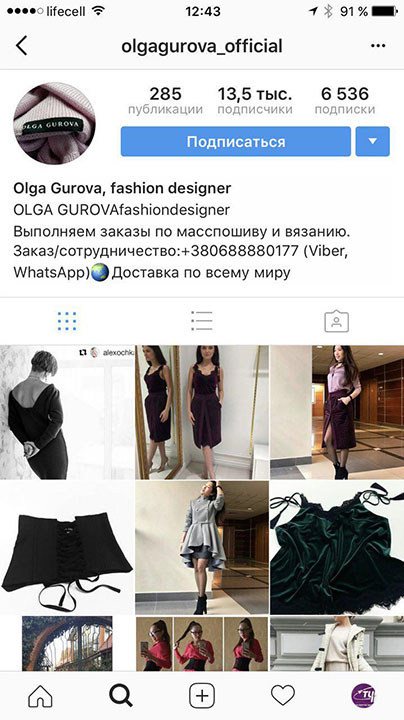 lifecell 12:43 91 %
olgagurova_official
285 13,5 тыс. 6 536
публикации подписчики подписки
Подписаться
OLGA GUROVA
Olga Gurova, fashion designer
OLGA GUROVAfashiondesigner
Выполняем заказы по масспошиву и вязанию.
Заказ/сотрудничество:+380688880177 (Viber,
WhatsApp)🌏Доставка по всему миру
alexochk